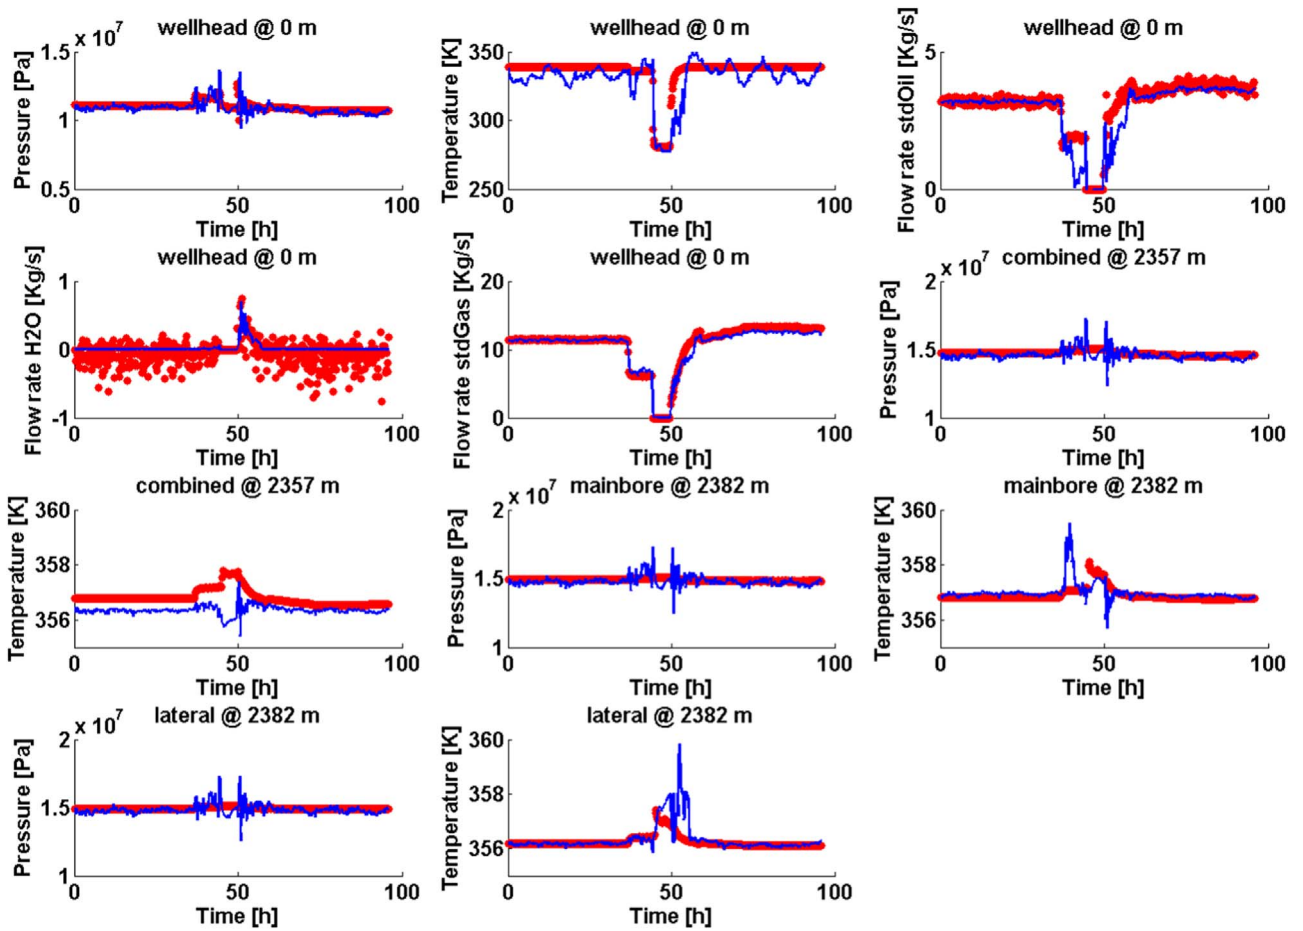 wellhead @ 0 m
x 10^7
1.5
1
0.5
Pressure [Pa]
0
50
100
Time [h]
wellhead @ 0 m
350
300
250
Temperature [K]
0
50
100
Time [h]
wellhead @ 0 m
5
0
Flow rate stdOil [Kg/s]
0
50
100
Time [h]
wellhead @ 0 m
1
0
-1
Flow rate H2O [Kg/s]
0
50
100
Time [h]
wellhead @ 0 m
20
10
0
Flow rate stdGas [Kg/s]
0
50
100
Time [h]
combined @ 2357 m
x 10^7
2
1.5
1
Pressure [Pa]
0
50
100
Time [h]
combined @ 2357 m
360
358
356
Temperature [K]
0
50
100
Time [h]
mainbore @ 2382 m
x 10^7
2
1.5
1
Pressure [Pa]
0
50
100
Time [h]
mainbore @ 2382 m
360
358
356
Temperature [K]
0
50
100
Time [h]
lateral @ 2382 m
x 10^7
2
1.5
1
Pressure [Pa]
0
50
100
Time [h]
lateral @ 2382 m
360
358
356
Temperature [K]
0
50
100
Time [h]